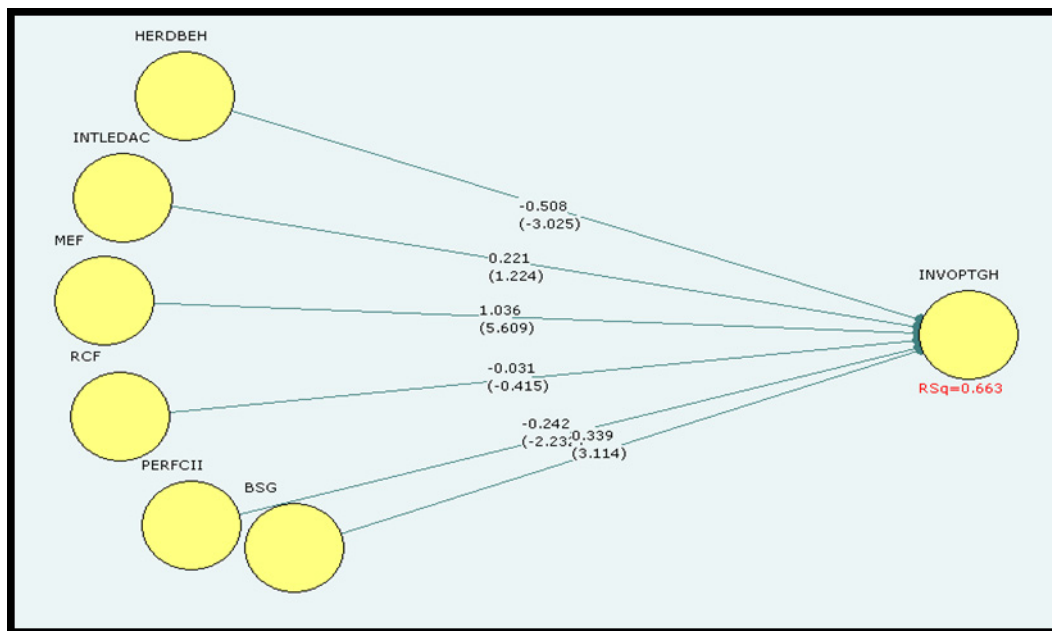 HERDBEH
INTLEDAC
MEF
RCF
PERFCII
BSG
-0.508
(-3.025)
0.221
(1.224)
1.036
(5.609)
-0.031
(-0.415)
-0.242
0.339
(3.114)
INVOPTGH
RSq=0.663